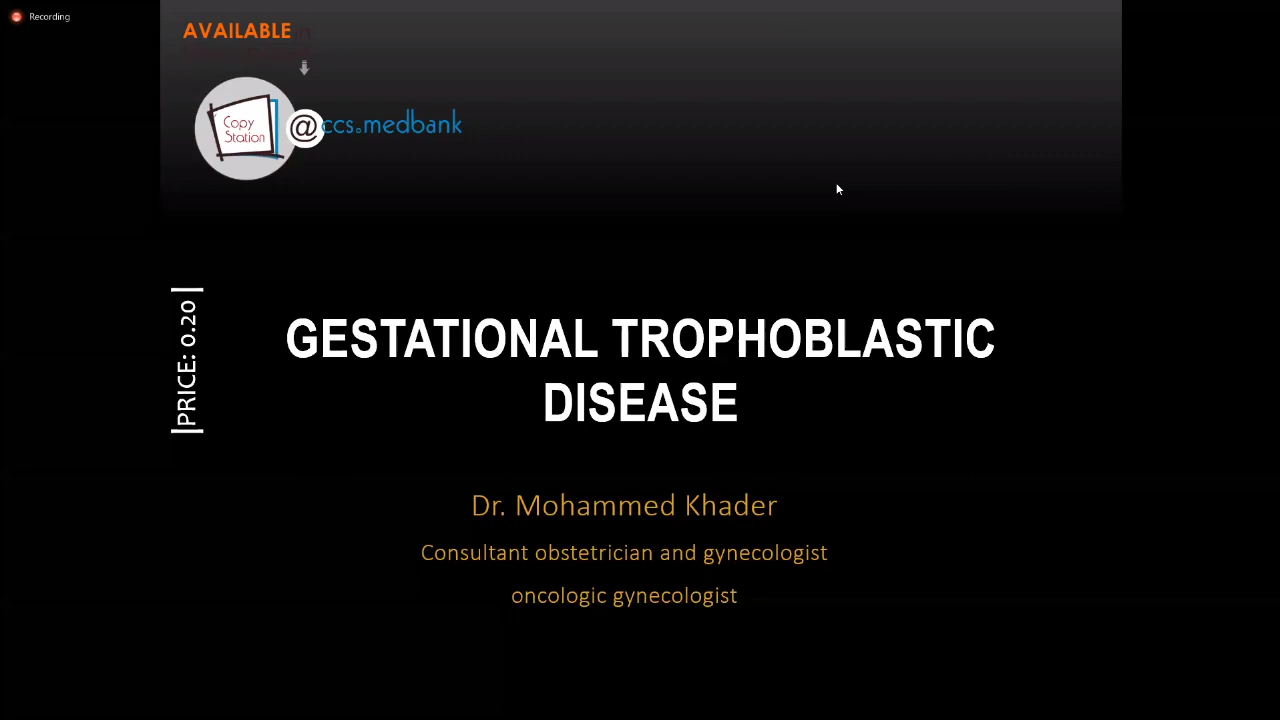 Recording
AVAILABLE in
Copy
Station
@ccs.medbank
|PRICE: 0.20|
GESTATIONAL TROPHOBLASTIC
DISEASE
Dr. Mohammed Khader
Consultant obstetrician and gynecologist
oncologic gynecologist